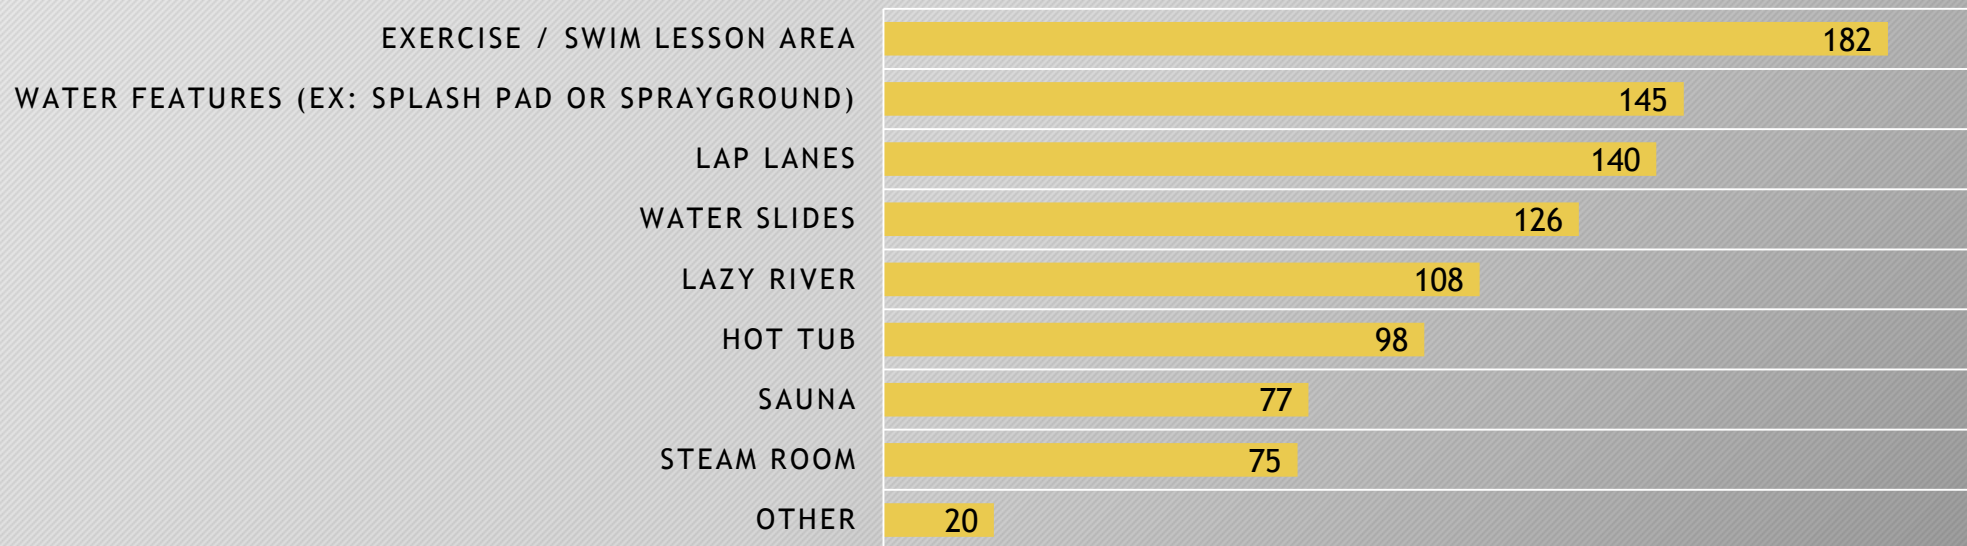 EXERCISE / SWIM LESSON AREA 182
WATER FEATURES (EX: SPLASH PAD OR SPRAYGROUND) 145
LAP LANES 140
WATER SLIDES 126
LAZY RIVER 108
HOT TUB 98
SAUNA 77
STEAM ROOM 75
OTHER 20